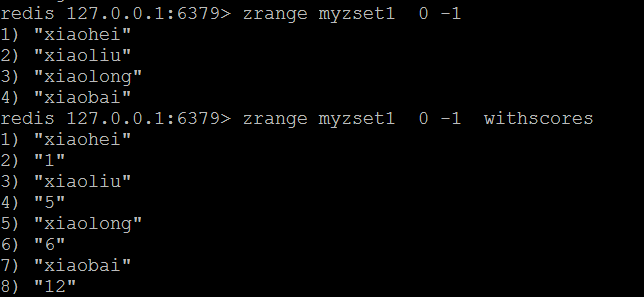 redis 127.0.0.1:6379> zrange myzset1  0 -1
1) "xiaohei"
2) "xiaoliu"
3) "xiaolong"
4) "xiaobai"
redis 127.0.0.1:6379> zrange myzset1  0 -1  withscores
1) "xiaohei"
2) "1"
3) "xiaoliu"
4) "5"
5) "xiaolong"
6) "6"
7) "xiaobai"
8) "12"